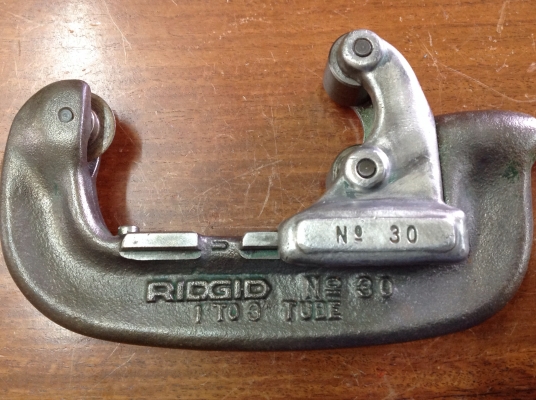 Nº 30
RIDGID Nº 30
1 TO 3" TUBE